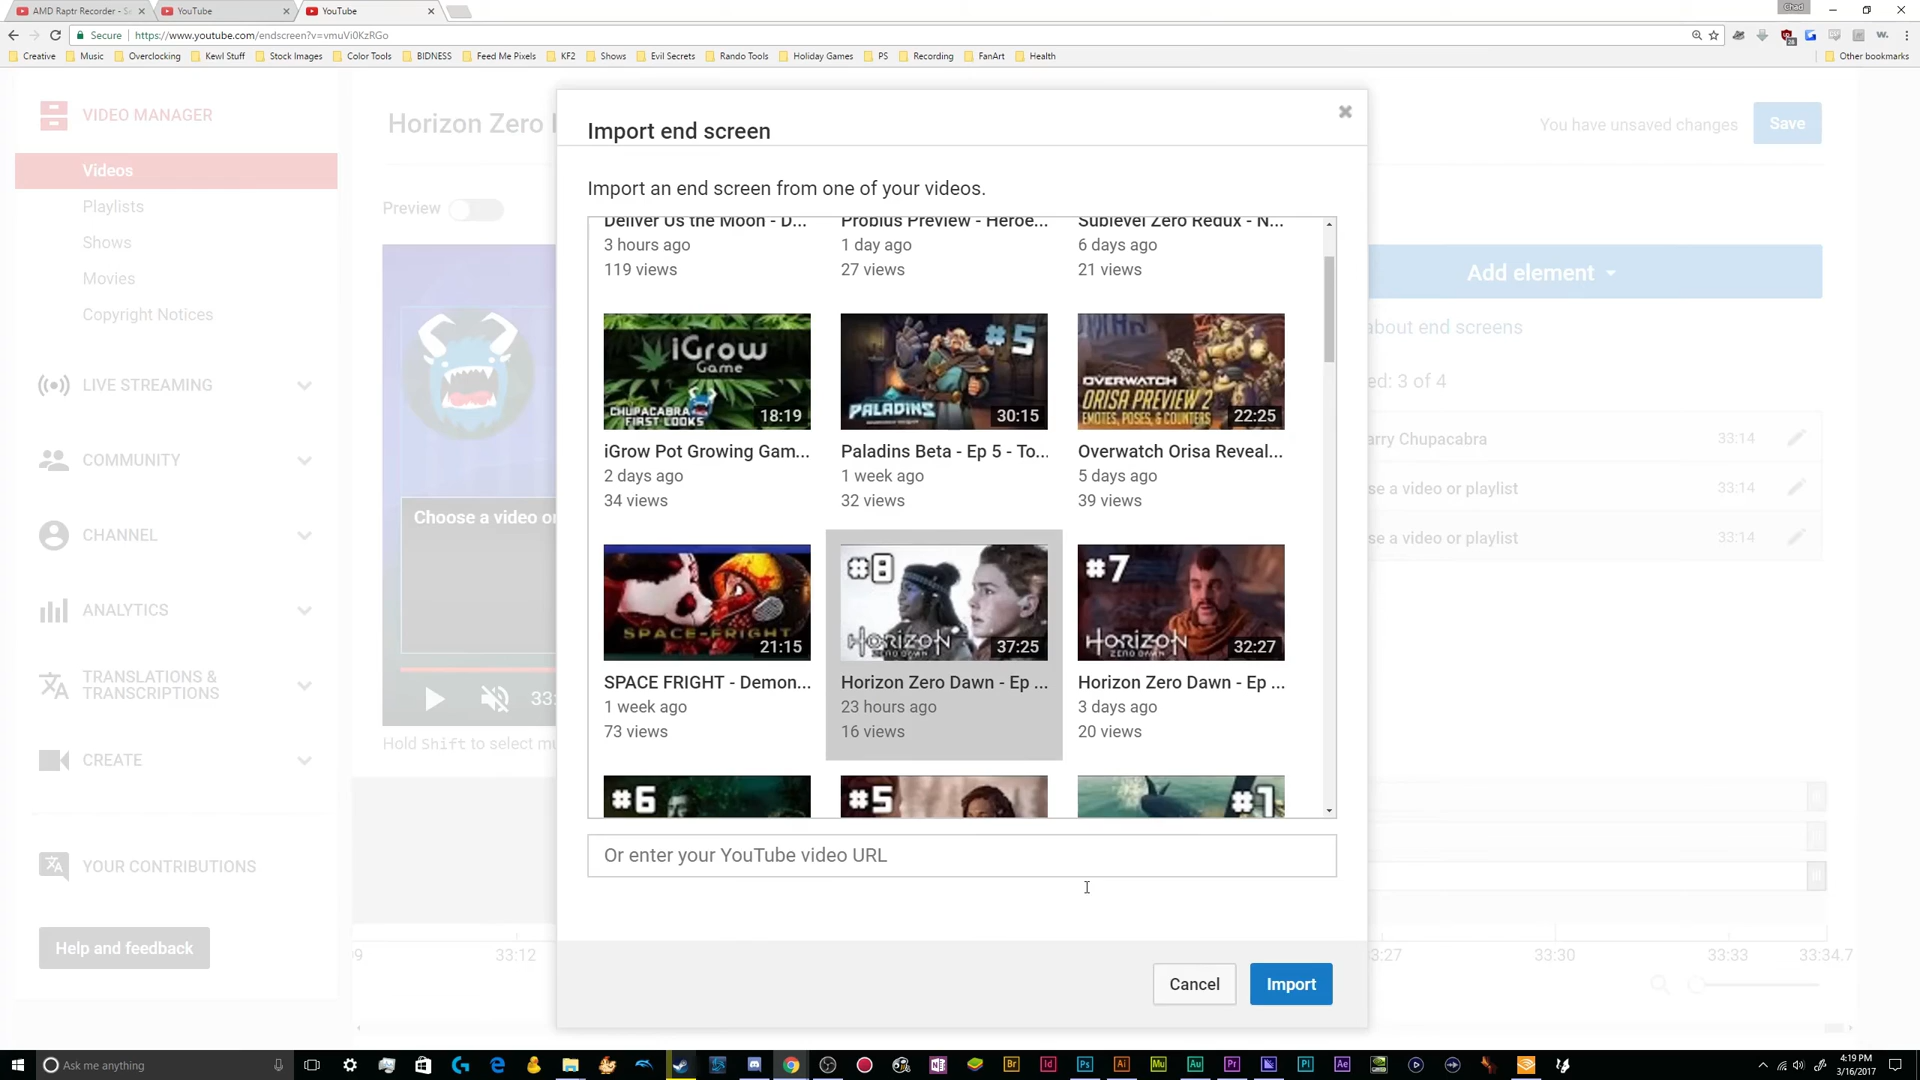 AMD Raptr Recorder - S
YouTube
YouTube
Chad
Secure
https://www.youtube.com/endscreen?v=vmuVi0KzRGo
Creative
Music
Overclocking
Kewl Stuff
Stock Images
Color Tools
BIDNESS
Feed Me Pixels
KF2
Shows
Evil Secrets
Rando Tools
Holiday Games
PS
Recording
FanArt
Health
Other bookmarks
VIDEO MANAGER
Videos
Playlists
Shows
Movies
Copyright Notices
LIVE STREAMING
COMMUNITY
CHANNEL
ANALYTICS
TRANSLATIONS &
TRANSCRIPTIONS
CREATE
YOUR CONTRIBUTIONS
Help and feedback
Horizon Zero
Preview
Choose a video or
33:
Hold Shift to select mu
Import end screen
Import an end screen from one of your videos.
Deliver Us the Moon - D...
3 hours ago
119 views
Probius Preview - Heroe...
1 day ago
27 views
Sublevel Zero Redux - N...
6 days ago
21 views
iGrow
Game
CHUPACABRA
FIRST LOOKS
18:19
iGrow Pot Growing Gam...
2 days ago
34 views
#5
PALADINS
30:15
Paladins Beta - Ep 5 - To...
1 week ago
32 views
OVERWATCH
ORISA PREVIEW 2
EMOTES, POSES, & COUNTERS
22:25
Overwatch Orisa Reveal...
5 days ago
39 views
SPACE-FRIGHT
21:15
SPACE FRIGHT - Demon...
1 week ago
73 views
#8
HORIZON
ZERO DAWN
37:25
Horizon Zero Dawn - Ep ...
23 hours ago
16 views
#7
HORIZON
ZERO DAWN
32:27
Horizon Zero Dawn - Ep ...
3 days ago
20 views
#6
#5
#1
Or enter your YouTube video URL
Cancel
Import
You have unsaved changes
Save
Add element
about end screens
ed: 3 of 4
arry Chupacabra
33:14
se a video or playlist
33:14
se a video or playlist
33:14
09
33:12
3:27
33:30
33:33
33:34.7
Ask me anything
4:19 PM
3/16/2017